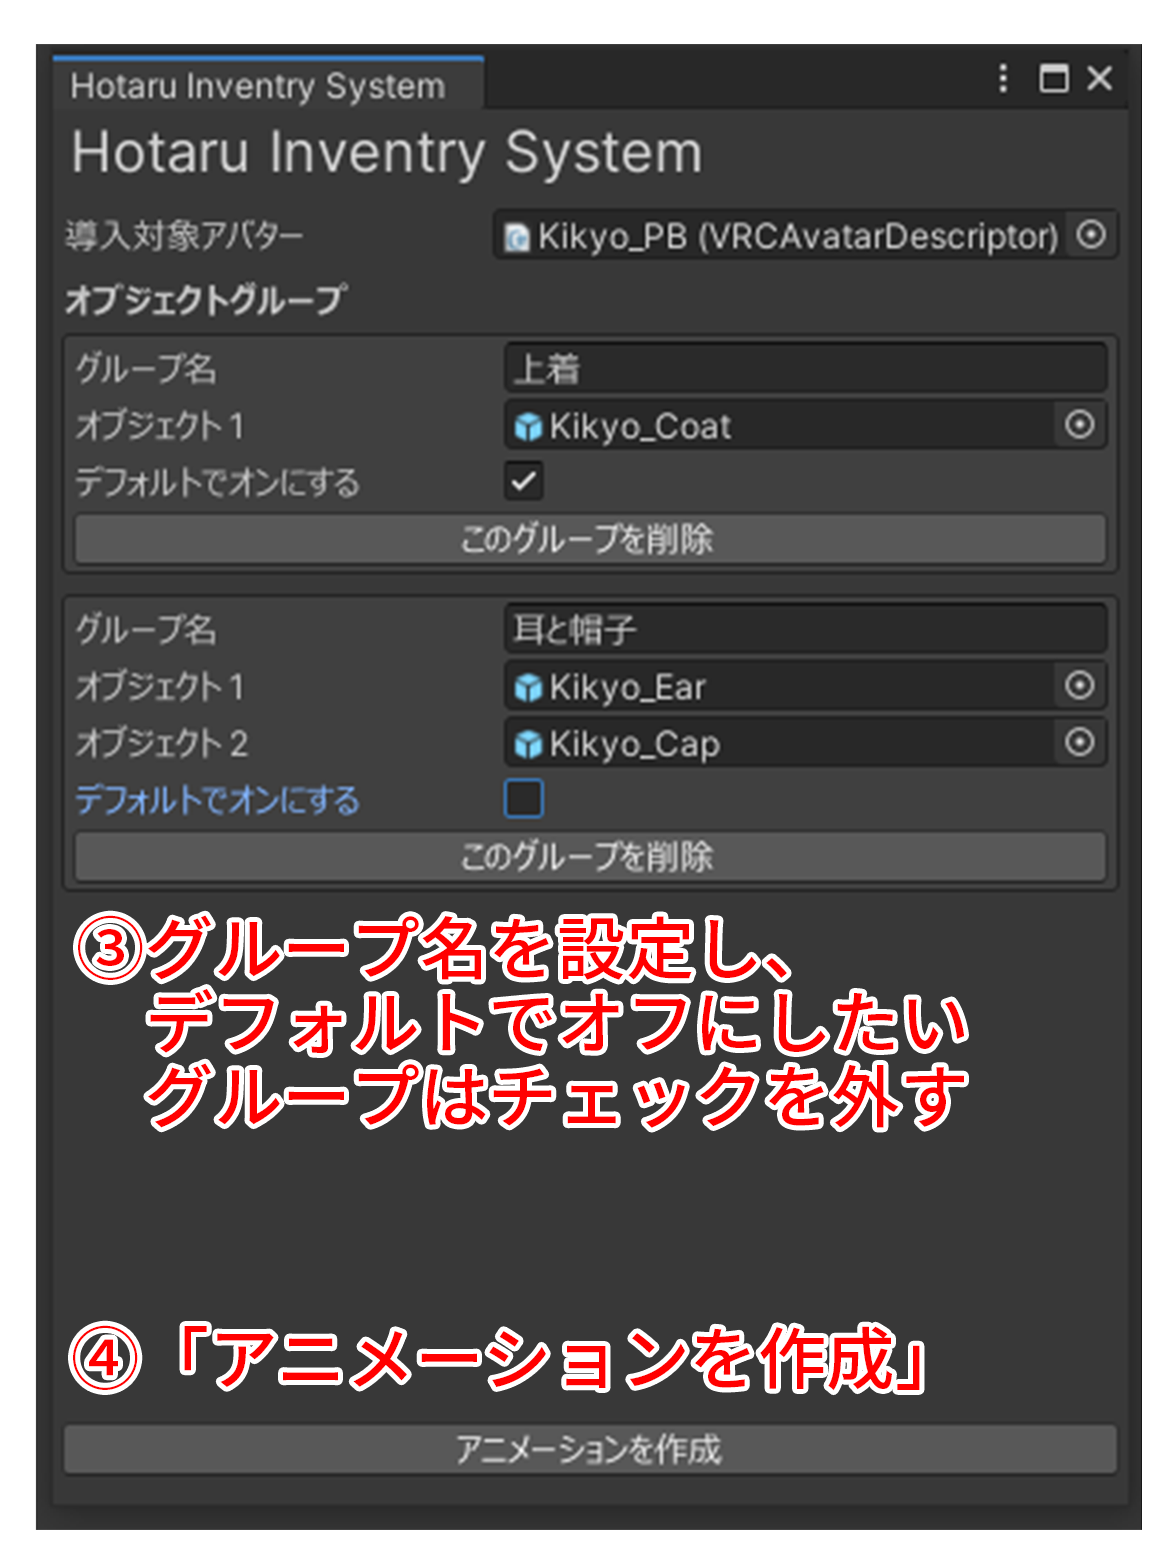 Hotaru Inventry System
Hotaru Inventry System
導入対象アバター Kikyo_PB (VRCAvatarDescriptor)
オブジェクトグループ
グループ名 上着
オブジェクト 1 Kikyo_Coat
デフォルトでオンにする
このグループを削除
グループ名 耳と帽子
オブジェクト 1 Kikyo_Ear
オブジェクト 2 Kikyo_Cap
デフォルトでオンにする
このグループを削除
③グループ名を設定し、
デフォルトでオフにしたい
グループはチェックを外す
④「アニメーションを作成」
アニメーションを作成